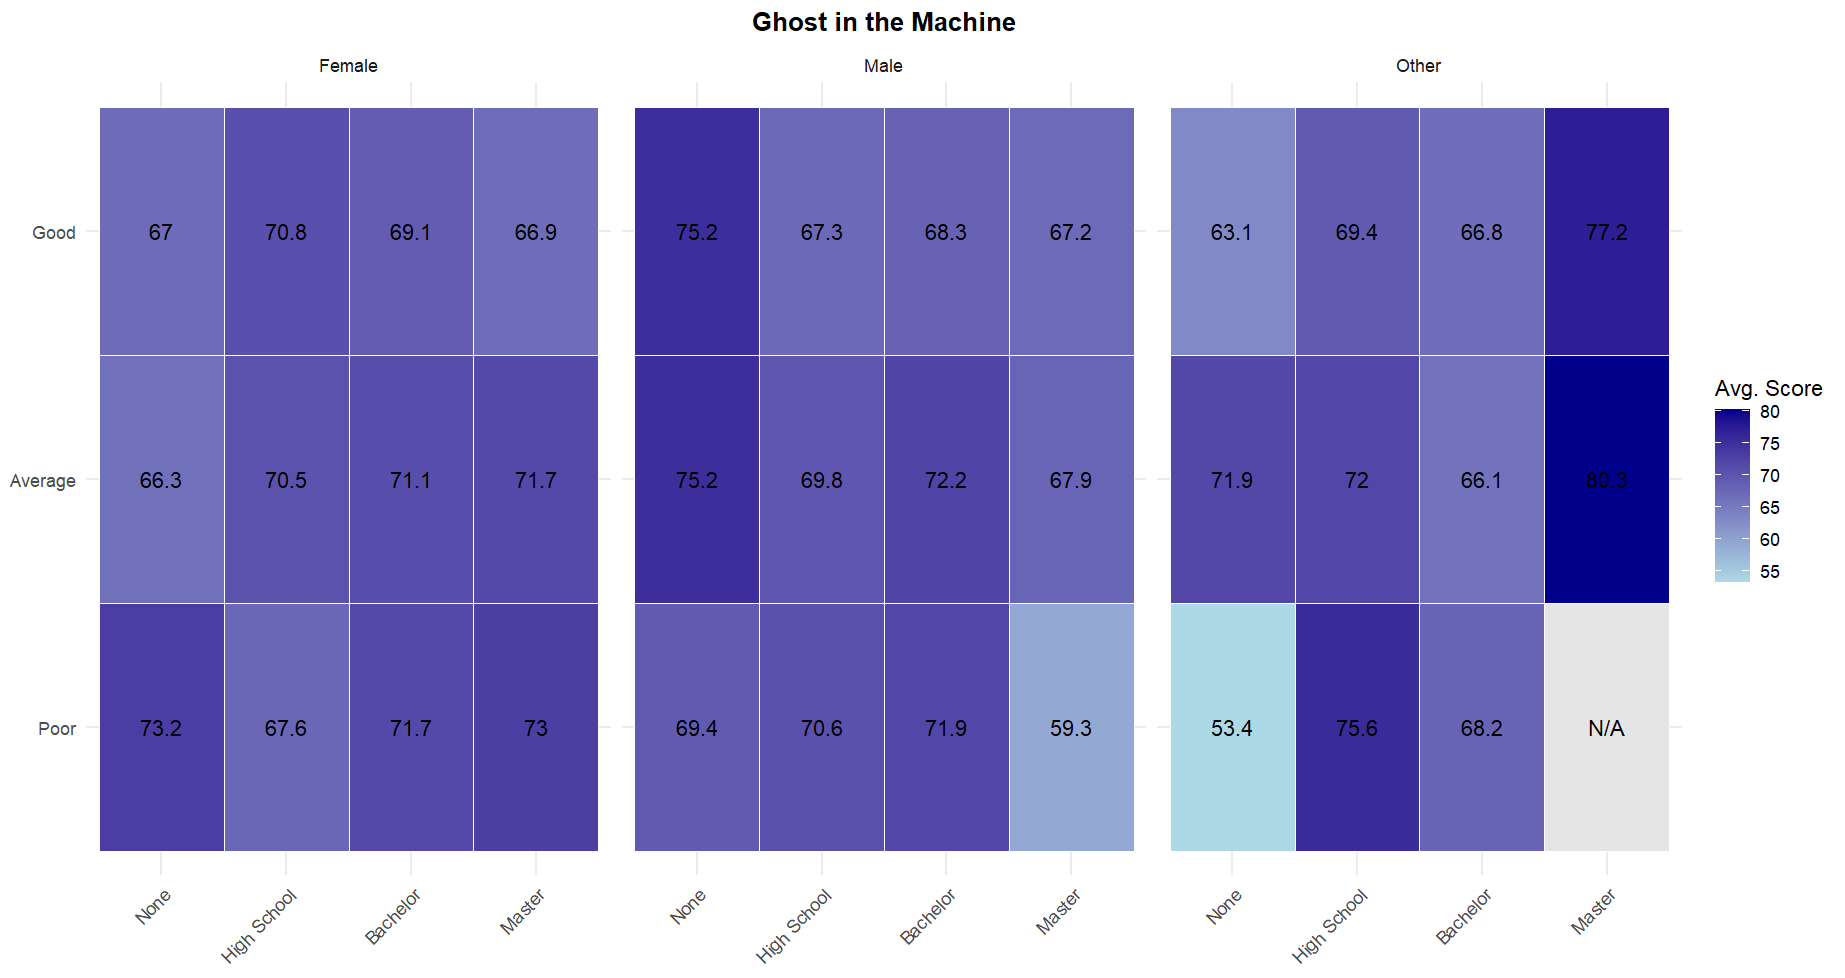 Ghost in the Machine
Female Male Other
Good 67 70.8 69.1 66.9 75.2 67.3 68.3 67.2 63.1 69.4 66.8 77.2
Average 66.3 70.5 71.1 71.7 75.2 69.8 72.2 67.9 71.9 72 66.1 80.3
Poor 73.2 67.6 71.7 73 69.4 70.6 71.9 59.3 53.4 75.6 68.2 N/A
None High School Bachelor Master None High School Bachelor Master None High School Bachelor Master
Avg. Score
80
75
70
65
60
55